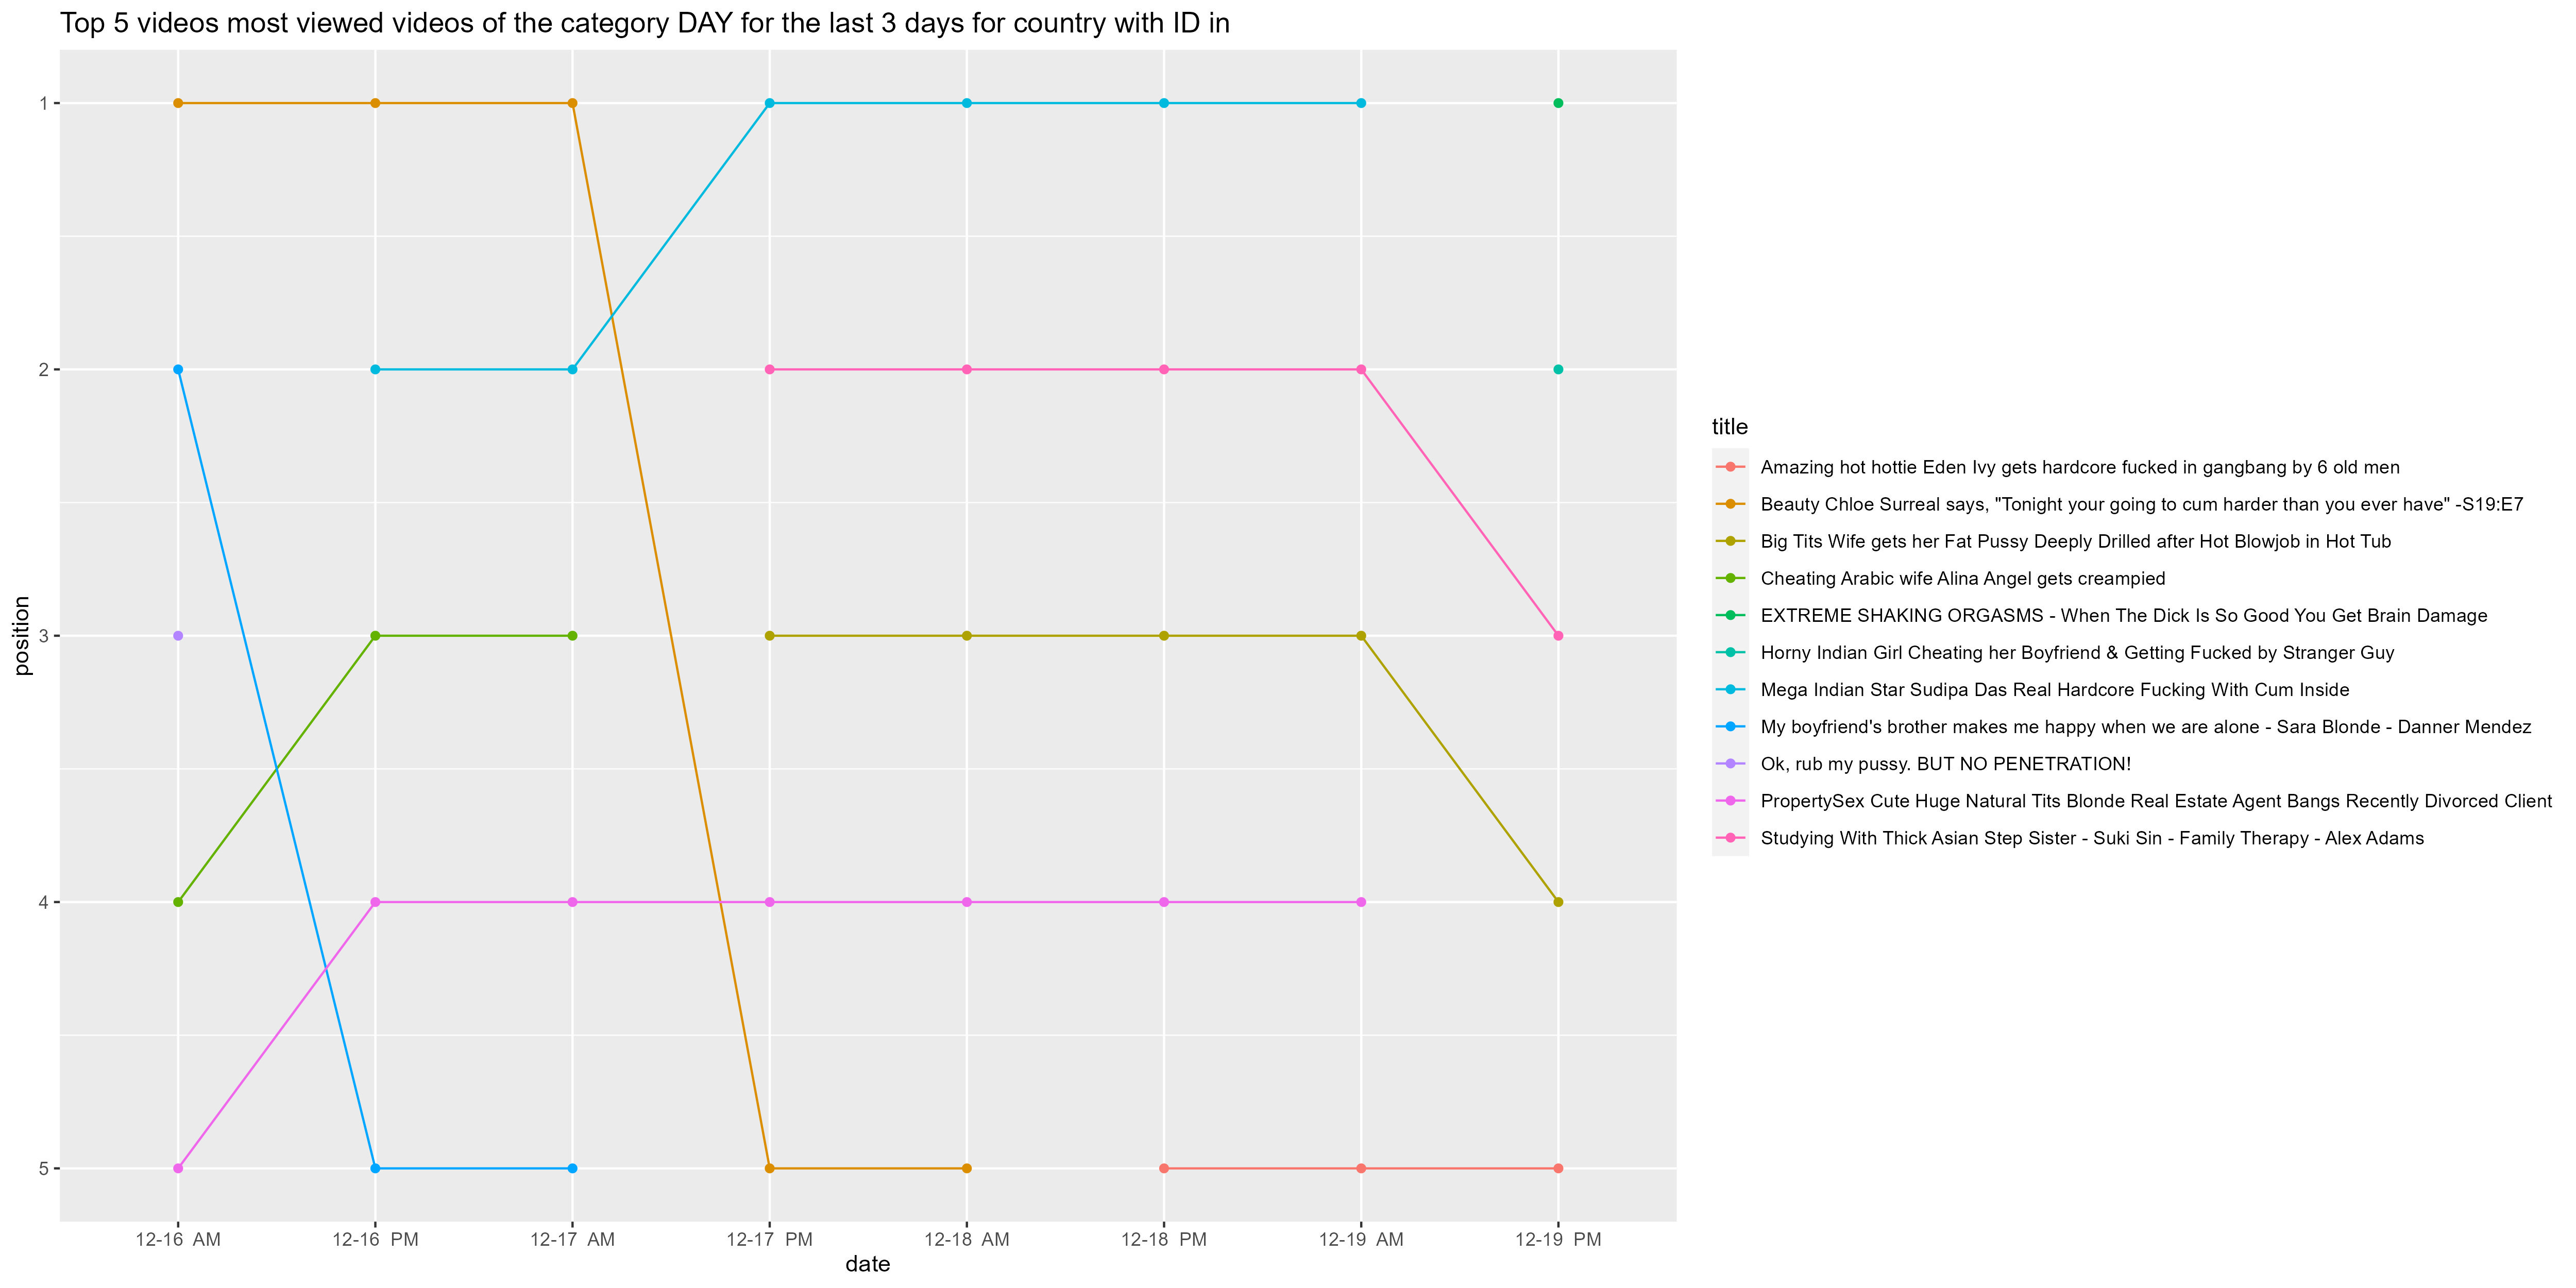 Top 5 videos most viewed videos of the category DAY for the last 3 days for country with ID in
1
2
3
4
5
position
12-16 AM
12-16 PM
12-17 AM
12-17 PM
12-18 AM
12-18 PM
12-19 AM
12-19 PM
date
title
Amazing hot hottie Eden Ivy gets hardcore fucked in gangbang by 6 old men
Beauty Chloe Surreal says, "Tonight your going to cum harder than you ever have" -S19:E7
Big Tits Wife gets her Fat Pussy Deeply Drilled after Hot Blowjob in Hot Tub
Cheating Arabic wife Alina Angel gets creampied
EXTREME SHAKING ORGASMS - When The Dick Is So Good You Get Brain Damage
Horny Indian Girl Cheating her Boyfriend & Getting Fucked by Stranger Guy
Mega Indian Star Sudipa Das Real Hardcore Fucking With Cum Inside
My boyfriend's brother makes me happy when we are alone - Sara Blonde - Danner Mendez
Ok, rub my pussy. BUT NO PENETRATION!
PropertySex Cute Huge Natural Tits Blonde Real Estate Agent Bangs Recently Divorced Client
Studying With Thick Asian Step Sister - Suki Sin - Family Therapy - Alex Adams